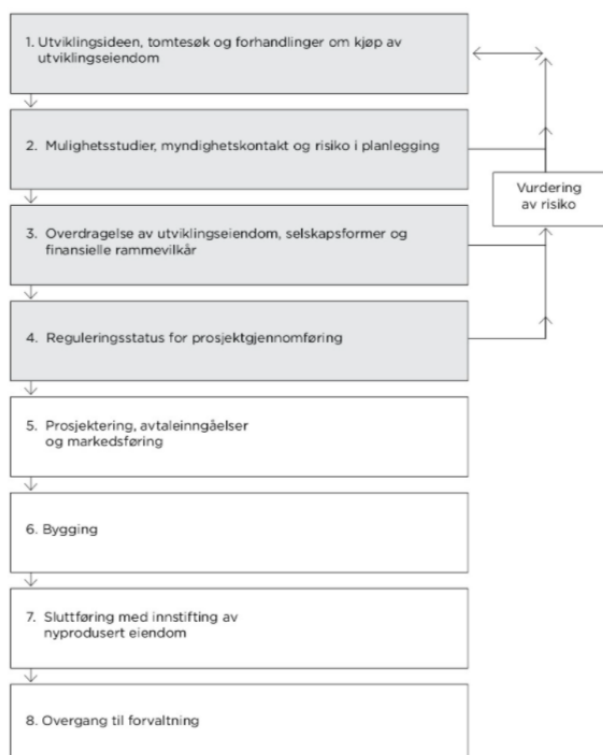 1. Utviklingsideen, tomtesøk og forhandlinger om kjøp av
utviklingseiendom
2. Mulighetsstudier, myndighetskontakt og risiko i planlegging
Vurdering
av risiko
3. Overdragelse av utviklingseiendom, selskapsformer og
finansielle rammevilkår
4. Reguleringsstatus for prosjektgjennomføring
5. Prosjektering, avtaleinngåelser
og markedsføring
6. Bygging
7. Sluttføring med innstifting av
nyprodusert eiendom
8. Overgang til forvaltning